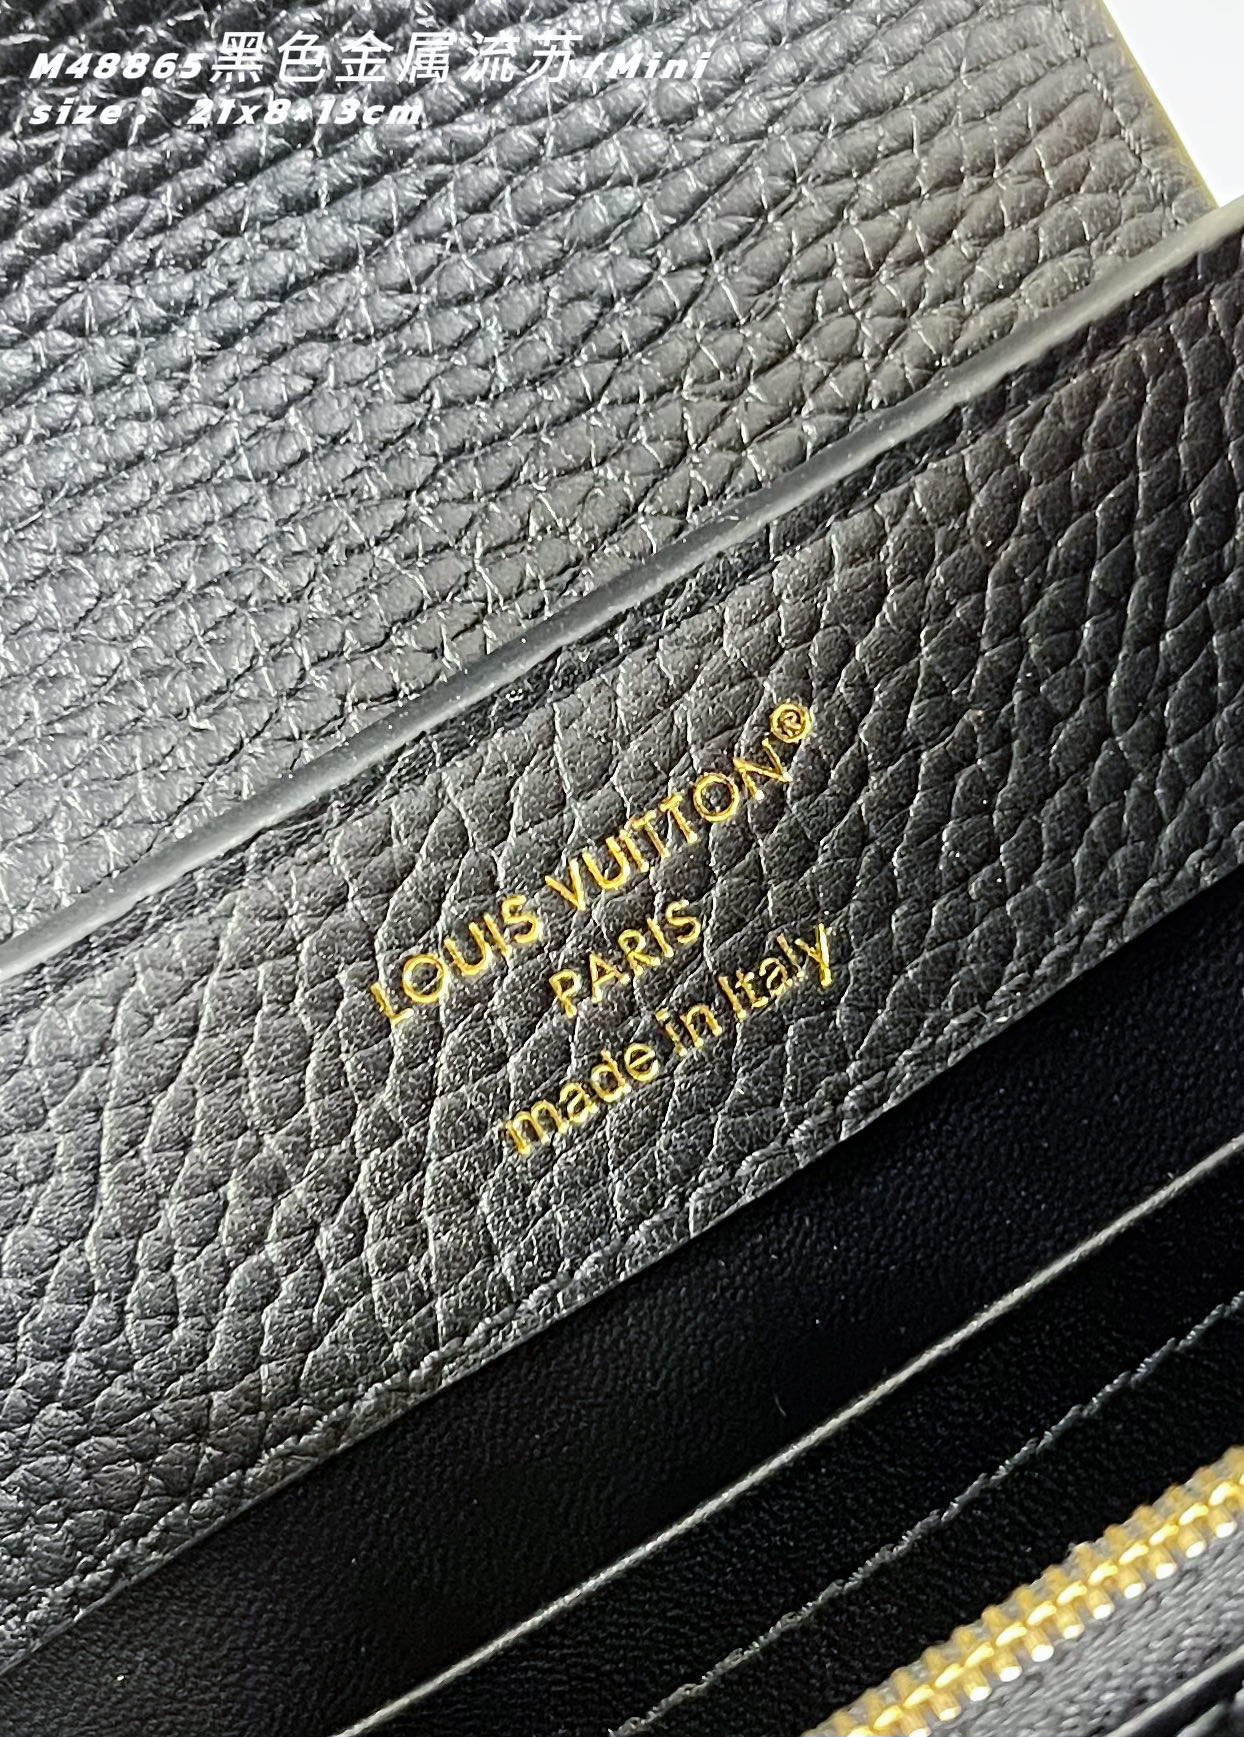 M48865黑色金属流苏/Mini
size： 21x8*13cm
LOUIS VUITTON®
PARIS
made in Italy